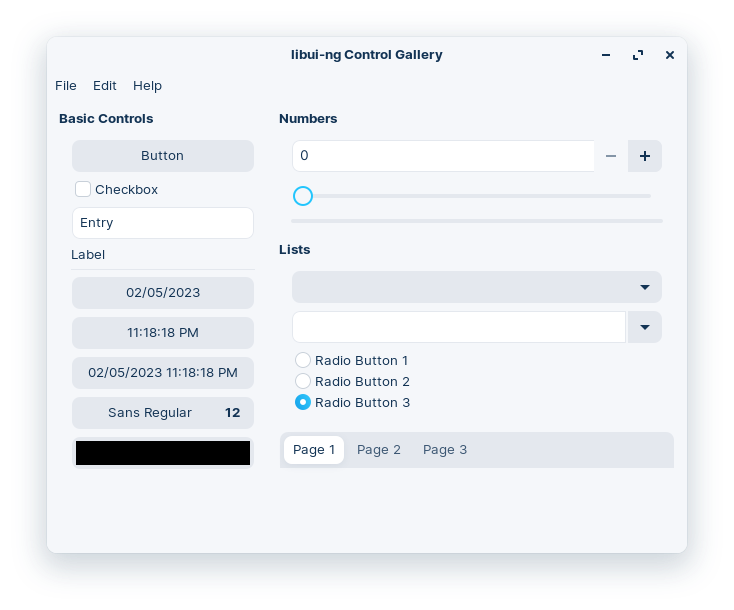 libui-ng Control Gallery
File Edit Help
Basic Controls
Button
Checkbox
Entry
Label
02/05/2023
11:18:18 PM
02/05/2023 11:18:18 PM
Sans Regular 12
Numbers
0
Lists
Radio Button 1
Radio Button 2
Radio Button 3
Page 1 Page 2 Page 3